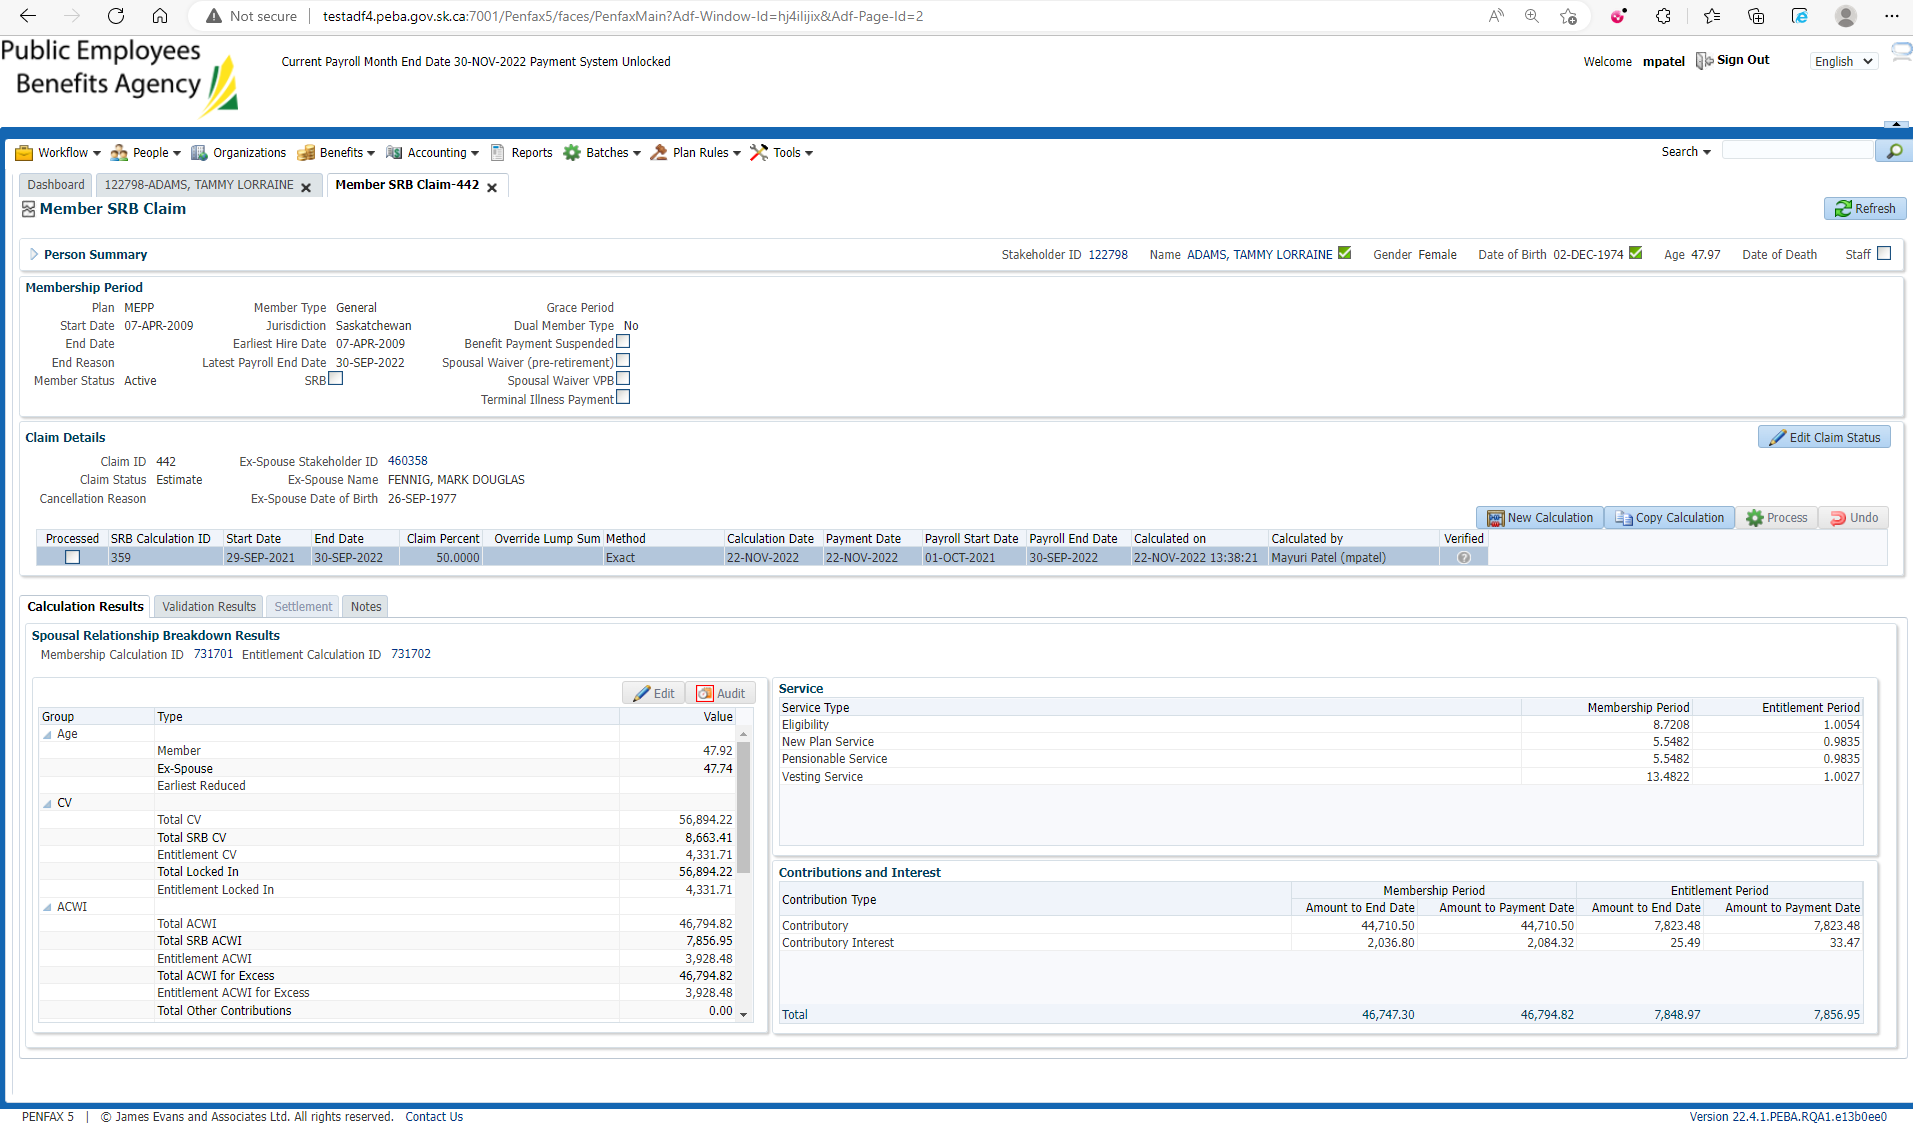 Not secure | testadf4.peba.gov.sk.ca:7001/Penfax5/faces/PenfaxMain?Adf-Window-Id=hj4ilijix&Adf-Page-Id=2
Public Employees
Benefits Agency
Current Payroll Month End Date 30-NOV-2022 Payment System Unlocked
Welcome mpatel Sign Out English
Workflow People Organizations Benefits Accounting Reports Batches Plan Rules Tools Search
Dashboard 122798-ADAMS, TAMMY LORRAINE Member SRB Claim-442
Member SRB Claim Refresh
Person Summary Stakeholder ID 122798 Name ADAMS, TAMMY LORRAINE Gender Female Date of Birth 02-DEC-1974 Age 47.97 Date of Death Staff
Membership Period
Plan MEPP Member Type General Grace Period
Start Date 07-APR-2009 Jurisdiction Saskatchewan Dual Member Type No
End Date Earliest Hire Date 07-APR-2009 Benefit Payment Suspended
End Reason Latest Payroll End Date 30-SEP-2022 Spousal Waiver (pre-retirement)
Member Status Active SRB Spousal Waiver VPB
Terminal Illness Payment
Claim Details Edit Claim Status
Claim ID 442 Ex-Spouse Stakeholder ID 460358
Claim Status Estimate Ex-Spouse Name FENNIG, MARK DOUGLAS
Cancellation Reason Ex-Spouse Date of Birth 26-SEP-1977
New Calculation Copy Calculation Process Undo
Processed SRB Calculation ID Start Date End Date Claim Percent Override Lump Sum Method Calculation Date Payment Date Payroll Start Date Payroll End Date Calculated on Calculated by Verified
359 29-SEP-2021 30-SEP-2022 50.0000 Exact 22-NOV-2022 22-NOV-2022 01-OCT-2021 30-SEP-2022 22-NOV-2022 13:38:21 Mayuri Patel (mpatel)
Calculation Results Validation Results Settlement Notes
Spousal Relationship Breakdown Results
Membership Calculation ID 731701 Entitlement Calculation ID 731702
Edit Audit
Group Type Value
Age
Member 47.92
Ex-Spouse 47.74
Earliest Reduced
CV
Total CV 56,894.22
Total SRB CV 8,663.41
Entitlement CV 4,331.71
Total Locked In 56,894.22
Entitlement Locked In 4,331.71
ACWI
Total ACWI 46,794.82
Total SRB ACWI 7,856.95
Entitlement ACWI 3,928.48
Total ACWI for Excess 46,794.82
Entitlement ACWI for Excess 3,928.48
Total Other Contributions 0.00
Service
Service Type Membership Period Entitlement Period
Eligibility 8.7208 1.0054
New Plan Service 5.5482 0.9835
Pensionable Service 5.5482 0.9835
Vesting Service 13.4822 1.0027
Contributions and Interest
Contribution Type Membership Period Entitlement Period
Amount to End Date Amount to Payment Date Amount to End Date Amount to Payment Date
Contributory 44,710.50 44,710.50 7,823.48 7,823.48
Contributory Interest 2,036.80 2,084.32 25.49 33.47
Total 46,747.30 46,794.82 7,848.97 7,856.95
PENFAX 5 | © James Evans and Associates Ltd. All rights reserved. Contact Us
Version 22.4.1.PEBA.RQA1.e13b0ee0